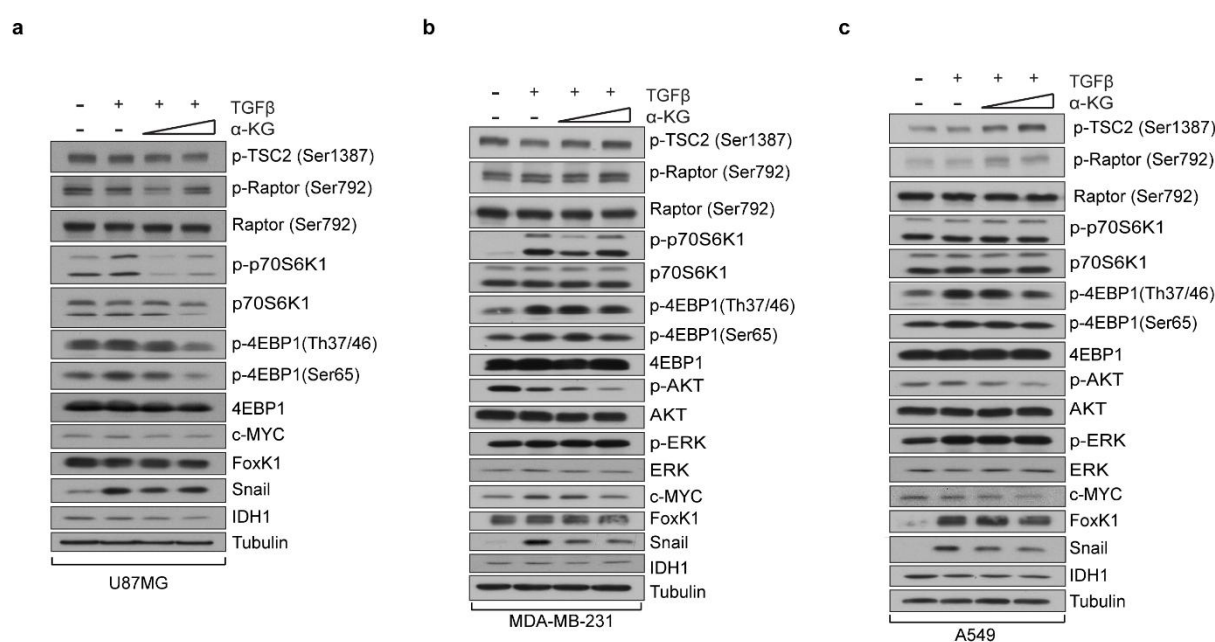 a
- + + + TGFβ
- - α-KG
p-TSC2 (Ser1387)
p-Raptor (Ser792)
Raptor (Ser792)
p-p70S6K1
p70S6K1
p-4EBP1(Th37/46)
p-4EBP1(Ser65)
4EBP1
c-MYC
FoxK1
Snail
IDH1
Tubulin
U87MG
b
- + + + TGFβ
- - α-KG
p-TSC2 (Ser1387)
p-Raptor (Ser792)
Raptor (Ser792)
p-p70S6K1
p70S6K1
p-4EBP1(Th37/46)
p-4EBP1(Ser65)
4EBP1
p-AKT
AKT
p-ERK
ERK
c-MYC
FoxK1
Snail
IDH1
Tubulin
MDA-MB-231
c
- + + + TGFβ
- - α-KG
p-TSC2 (Ser1387)
p-Raptor (Ser792)
Raptor (Ser792)
p-p70S6K1
p70S6K1
p-4EBP1(Th37/46)
p-4EBP1(Ser65)
4EBP1
p-AKT
AKT
p-ERK
ERK
c-MYC
FoxK1
Snail
IDH1
Tubulin
A549